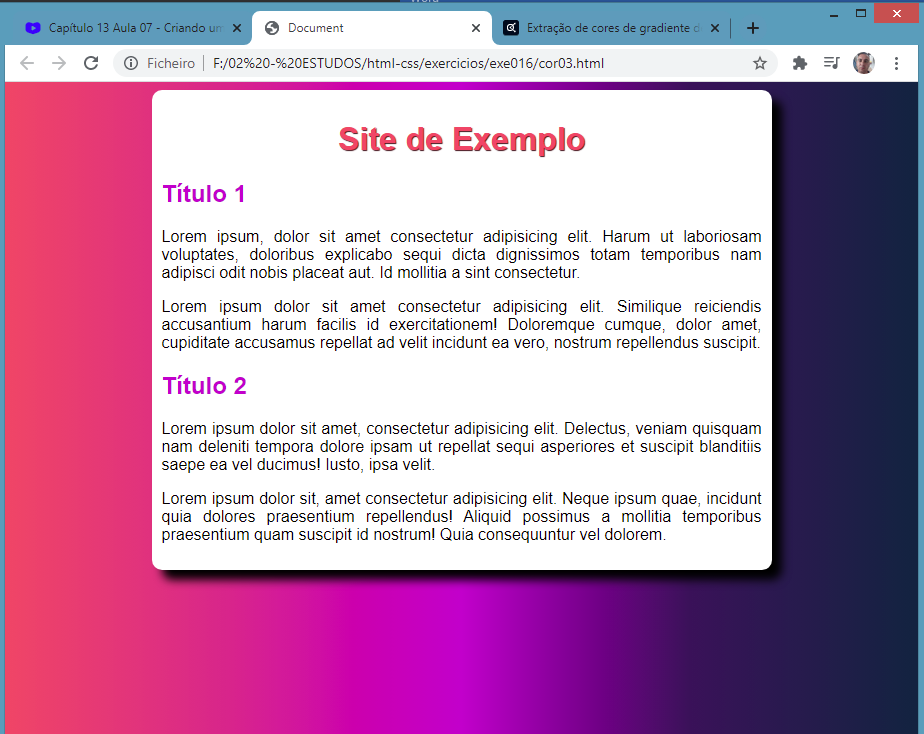 Capítulo 13 Aula 07 - Criando um
Document
Extração de cores de gradiente d
Ficheiro
F:/02%20-%20ESTUDOS/html-css/exercicios/exe016/cor03.html
Site de Exemplo
Título 1
Lorem ipsum, dolor sit amet consectetur adipisicing elit. Harum ut laboriosam
voluptates, doloribus explicabo sequi dicta dignissimos totam temporibus nam
adipisci odit nobis placeat aut. Id mollitia a sint consectetur.
Lorem ipsum dolor sit amet consectetur adipisicing elit. Similique reiciendis
accusantium harum facilis id exercitationem! Doloremque cumque, dolor amet,
cupiditate accusamus repellat ad velit incidunt ea vero, nostrum repellendus suscipit.
Título 2
Lorem ipsum dolor sit amet, consectetur adipisicing elit. Delectus, veniam quisquam
nam deleniti tempora dolore ipsam ut repellat sequi asperiores et suscipit blanditiis
saepe ea vel ducimus! Iusto, ipsa velit.
Lorem ipsum dolor sit, amet consectetur adipisicing elit. Neque ipsum quae, incidunt
quia dolores praesentium repellendus! Aliquid possimus a mollitia temporibus
praesentium quam suscipit id nostrum! Quia consequuntur vel dolorem.